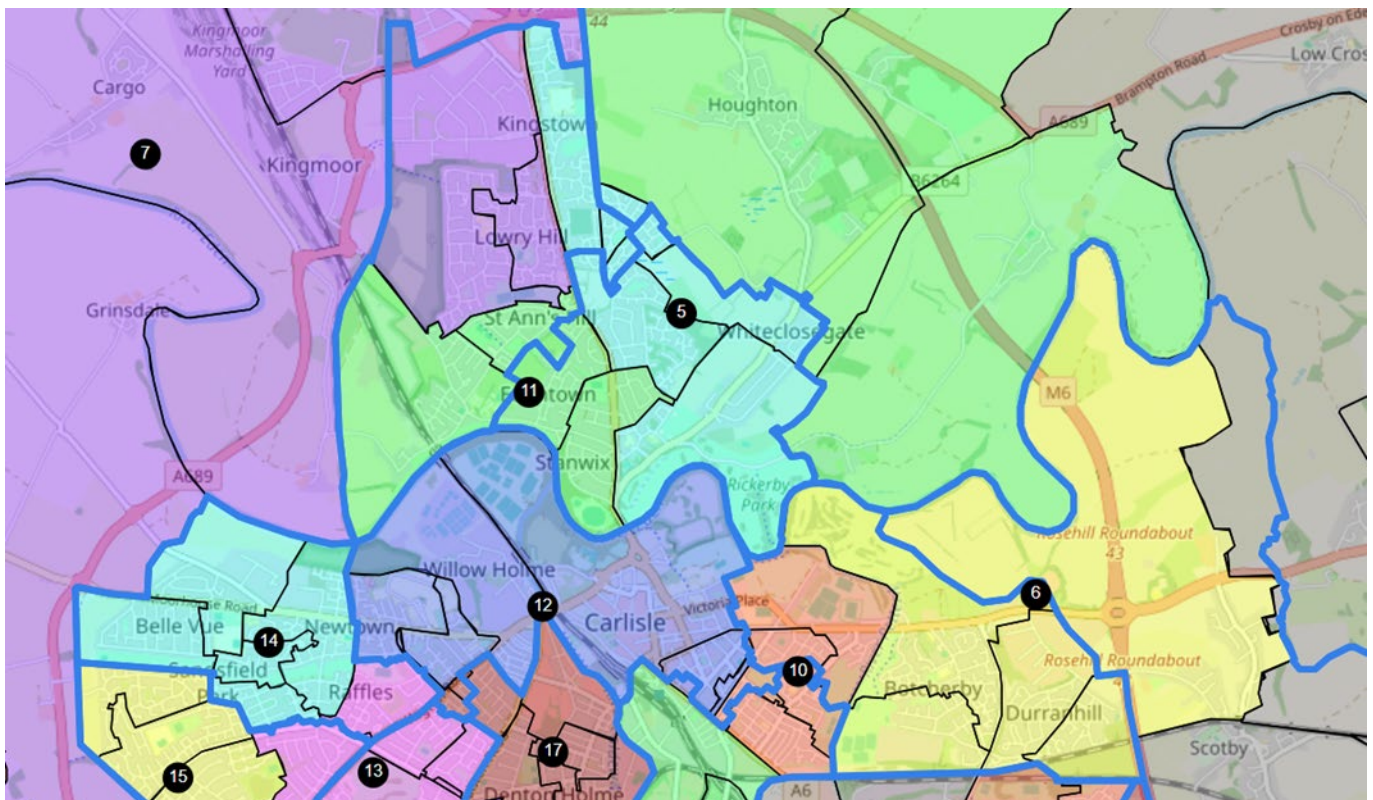 Kingmoor
Marshalling
Yard
44
Crosby on Ede
Low Cros
Brampton Road
Cargo
Houghton
A689
Kingstown
7
Kingmoor
B6264
Lowry Hill
Grinsdale
St Ann's Hill
5
Whiteclosegate
11
M6
Stanwix
A689
Rickerby
Park
Rosehill Roundabout
43
Willow Holme
6
12
Victoria Place
Moorhouse Road
Belle Vue
Newtown
Carlisle
14
Sandsfield
Park
Raffles
10
Rosehill Roundabout
Botcherby
Durranhill
Scotby
17
15
13
Denton Holme
A6